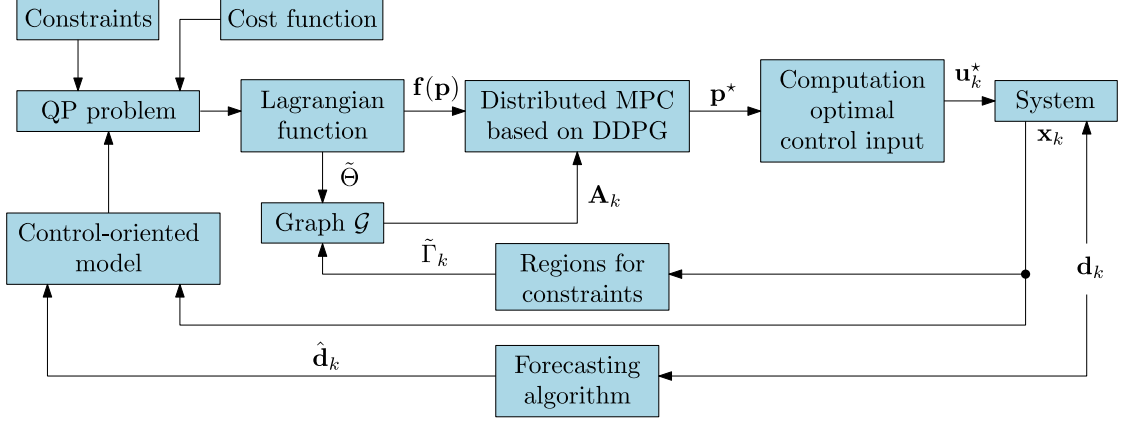 Constraints
Cost function
QP problem
Lagrangian
function
f(p)
Distributed MPC
based on DDPG
p⋆
Computation
optimal
control input
u⋆k
System
xk
Θ̃
Ak
Graph 𝒢
Control-oriented
model
Γ̃k
Regions for
constraints
dk
d̂k
Forecasting
algorithm